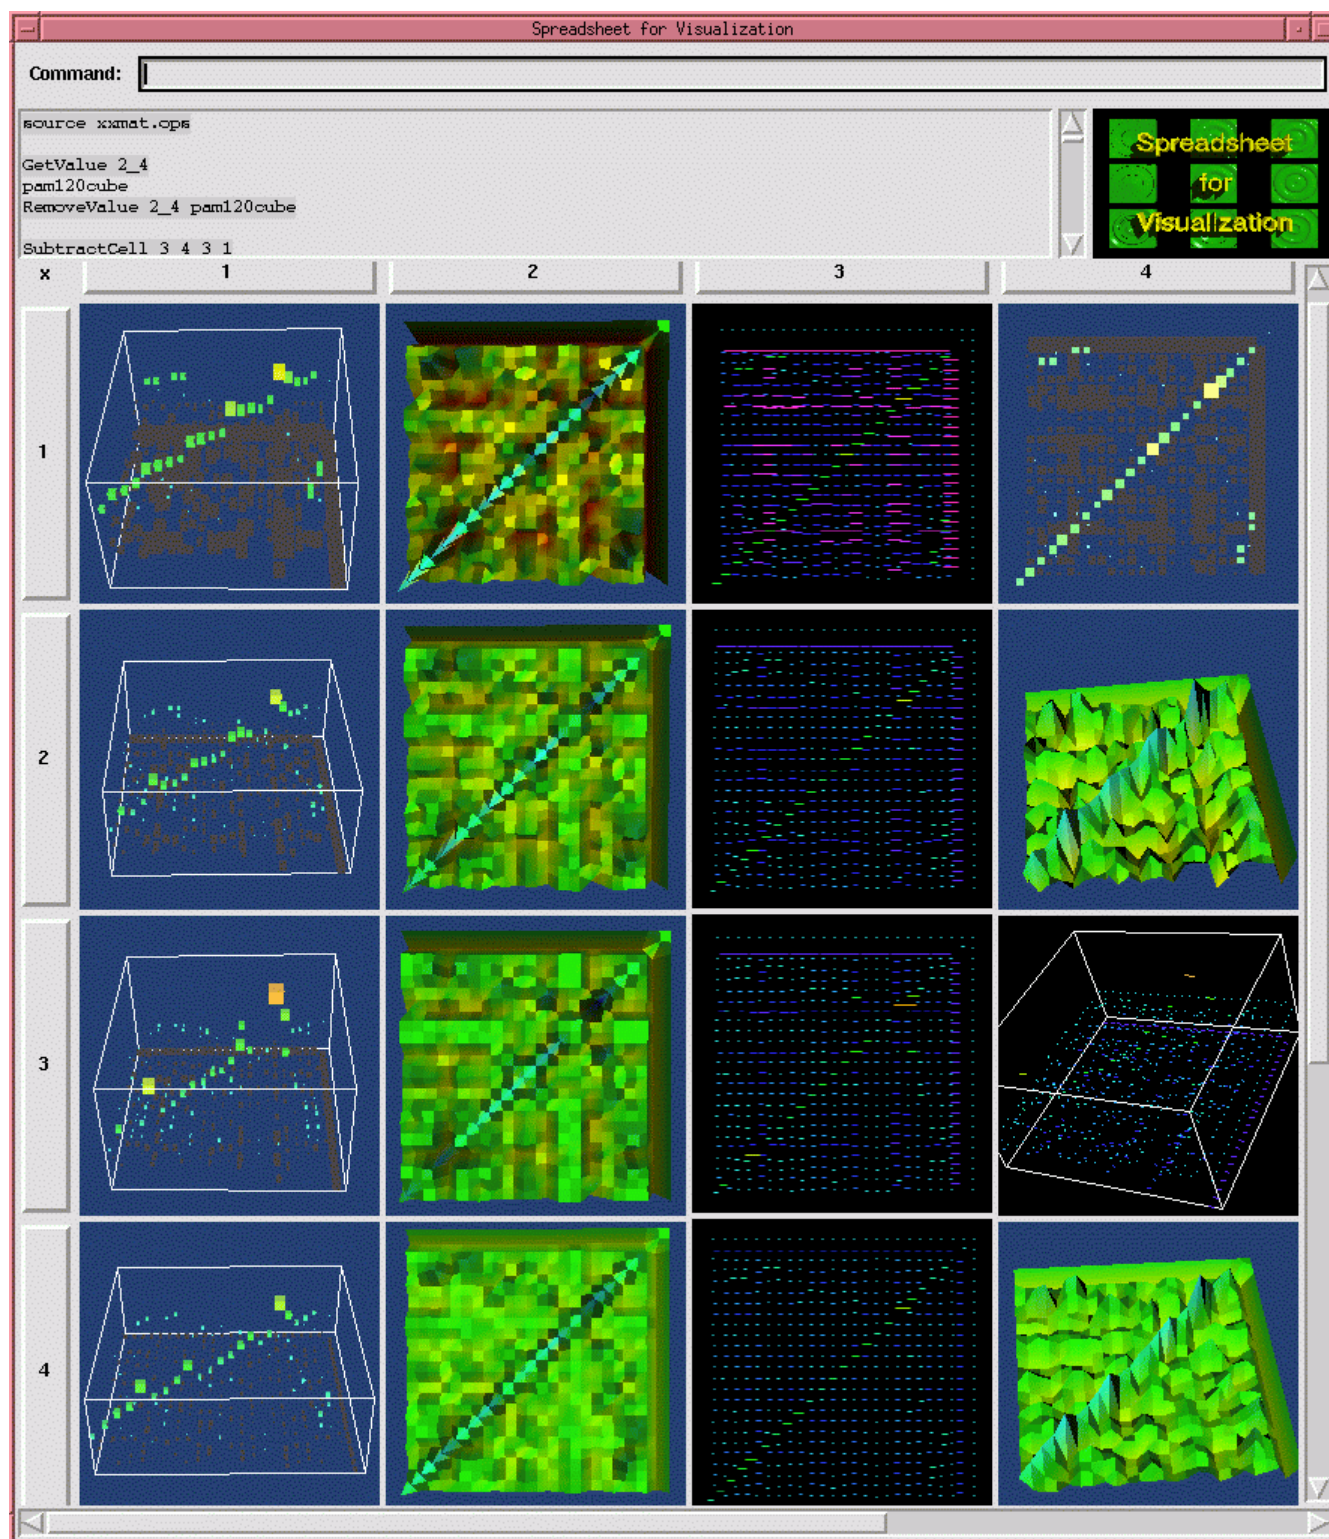 Spreadsheet for Visualization
Command:
source xxmat.ops
GetValue 2_4
pam120cube
RemoveValue 2_4 pam120cube
SubtractCell 3 4 3 1
Spreadsheet
for
Visualization
x 1 2 3 4
1
2
3
4